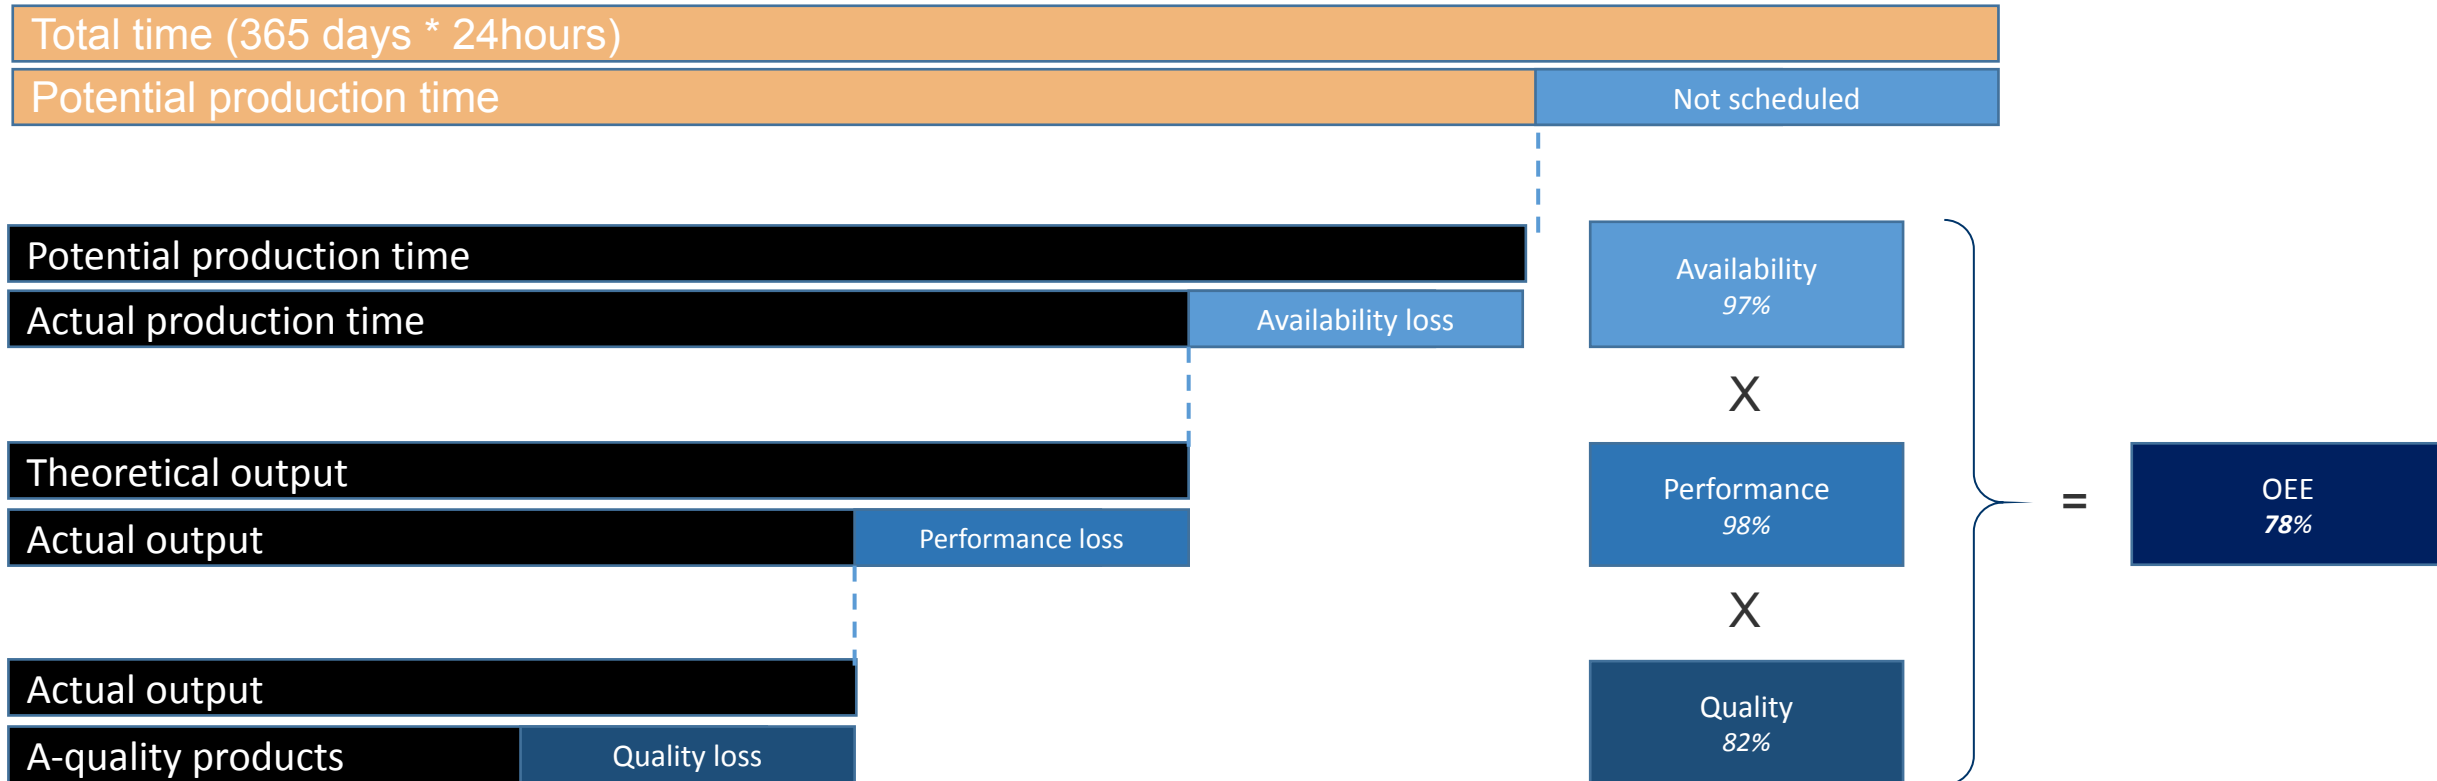 Total time (365 days * 24hours)
Potential production time
Not scheduled
Potential production time
Actual production time
Availability loss
Availability
97%
X
Theoretical output
Actual output
Performance loss
Performance
98%
X
Actual output
A-quality products
Quality loss
Quality
82%
=
OEE
78%